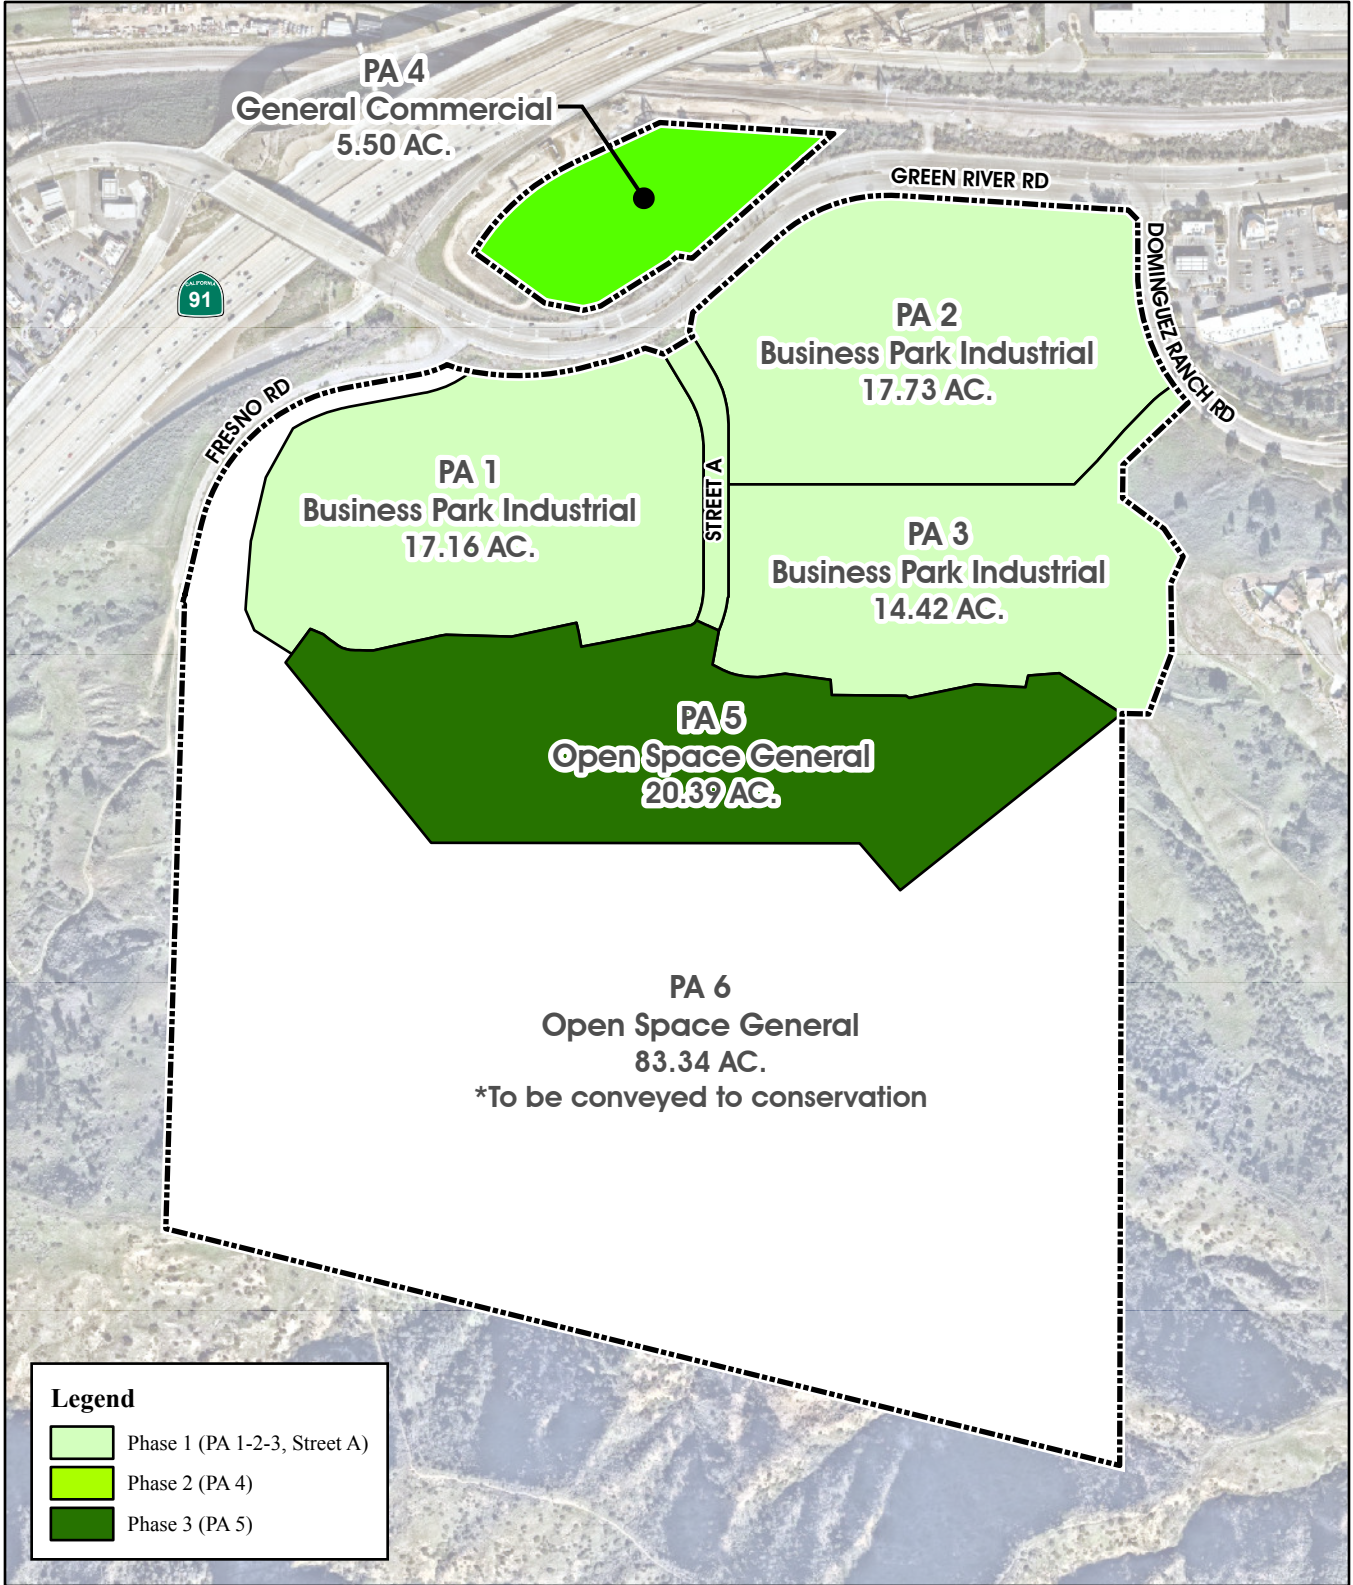 PA 4
General Commercial
5.50 AC.
GREEN RIVER RD
DOMINGUEZ RANCH RD
CALIFORNIA
91
PA 2
Business Park Industrial
17.73 AC.
FRESNO RD
PA 1
Business Park Industrial
17.16 AC.
STREET A
PA 3
Business Park Industrial
14.42 AC.
PA 5
Open Space General
20.39 AC.
PA 6
Open Space General
83.34 AC.
*To be conveyed to conservation
Legend
Phase 1 (PA 1-2-3, Street A)
Phase 2 (PA 4)
Phase 3 (PA 5)